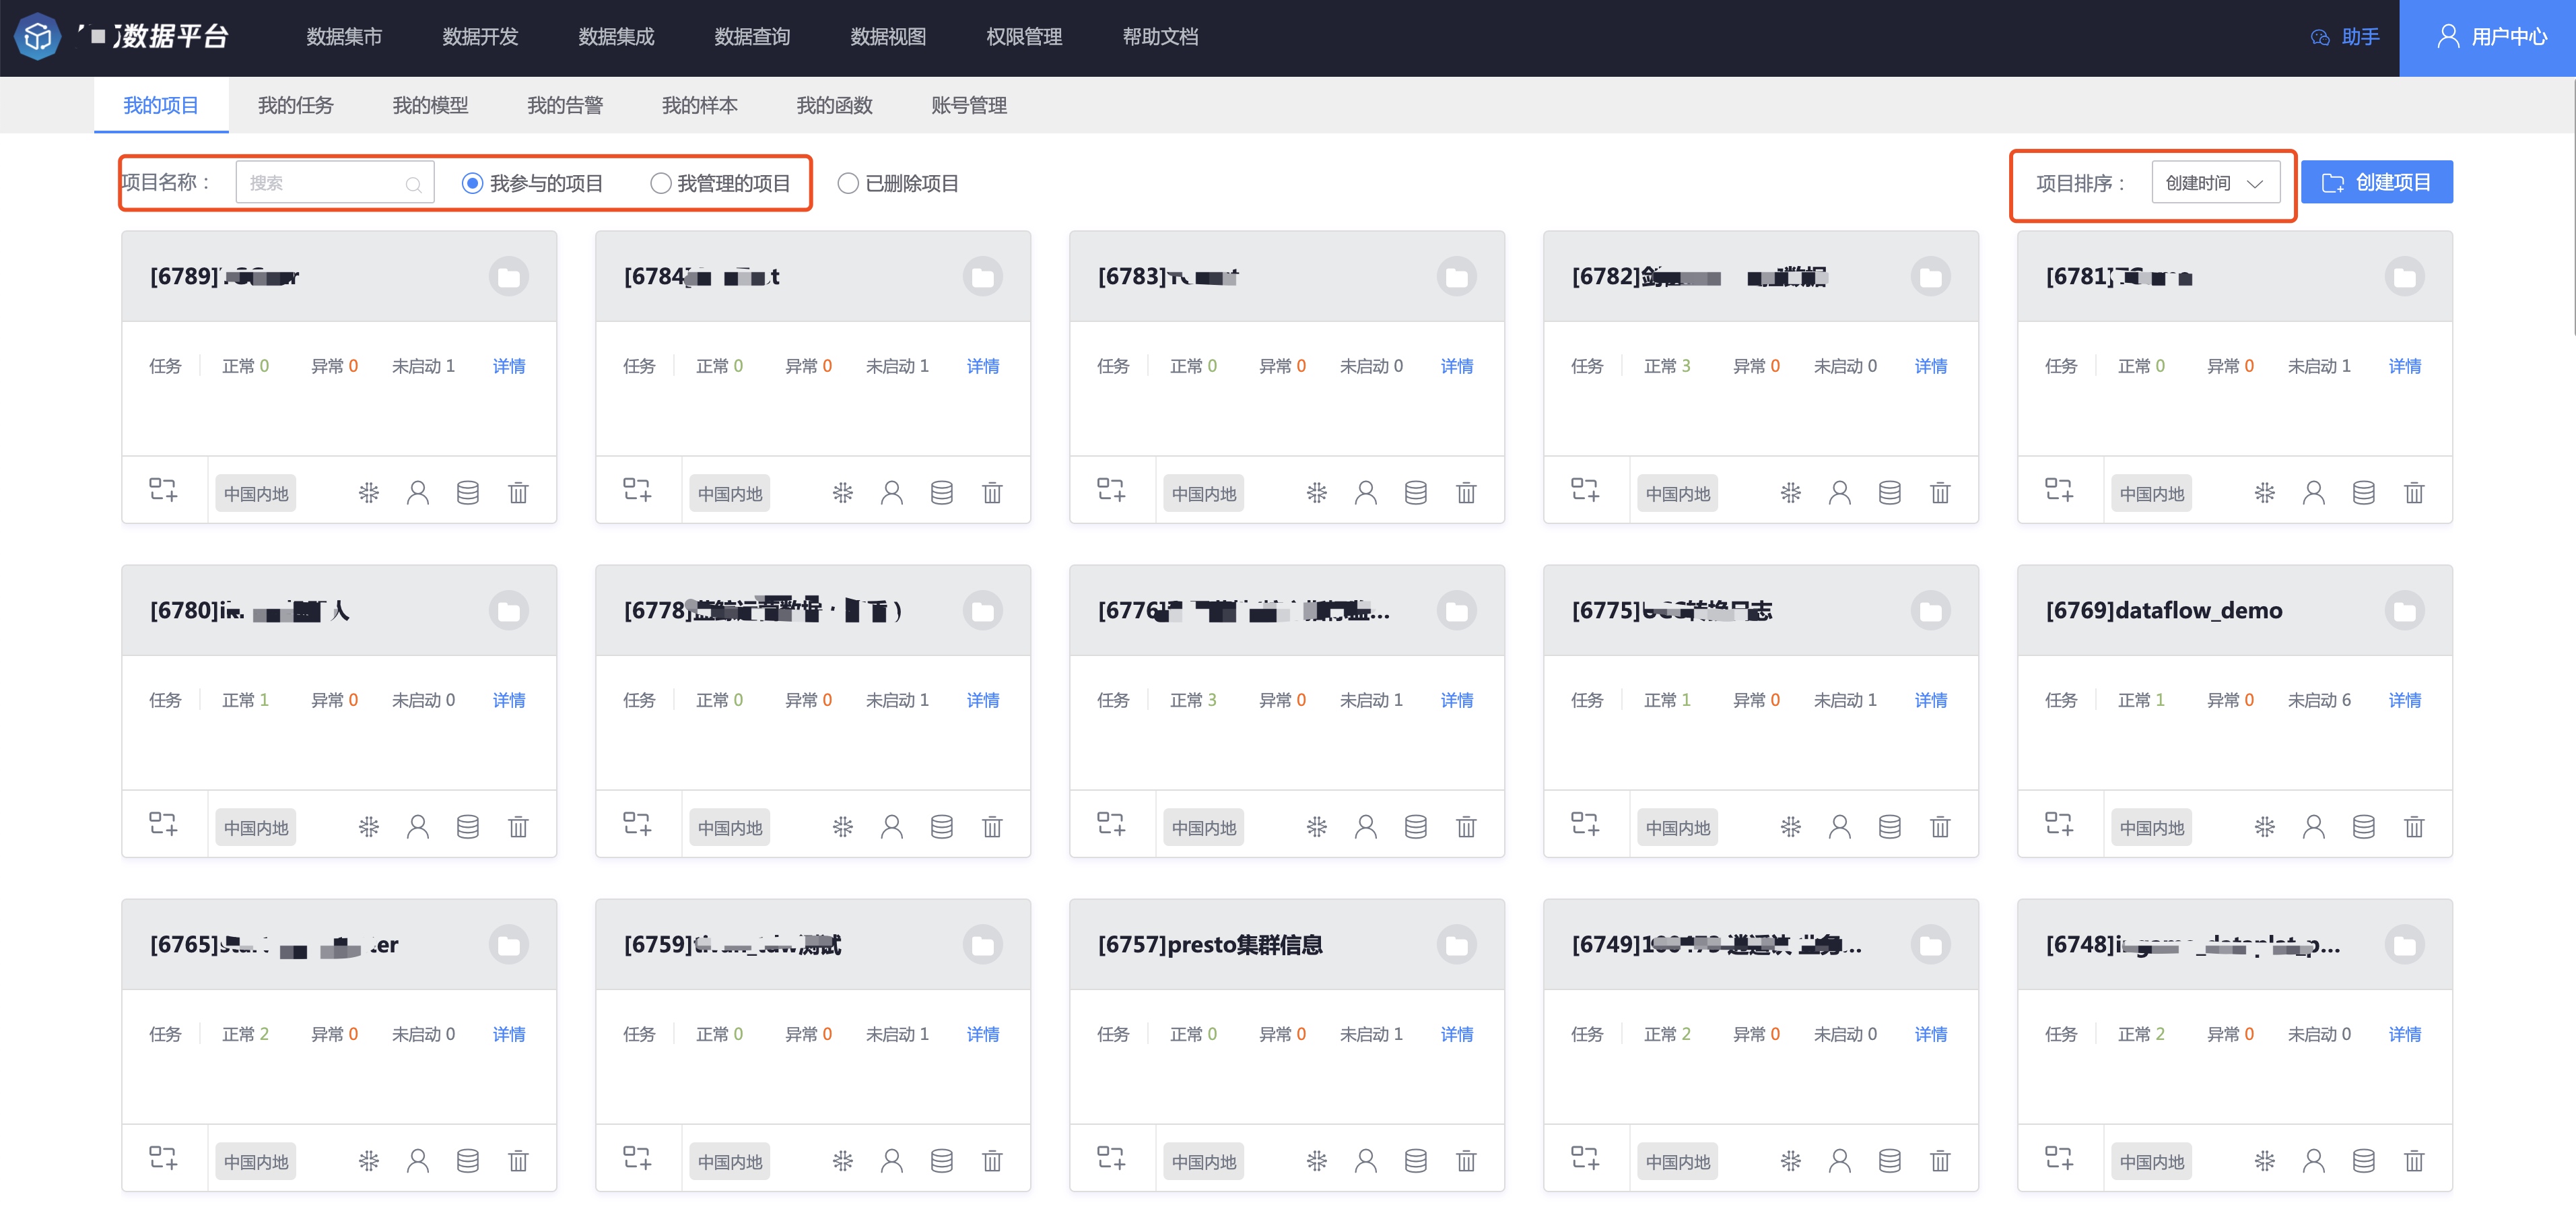 数据平台 数据集市 数据开发 数据集成 数据查询 数据视图 权限管理 帮助文档 助手 用户中心
我的项目 我的任务 我的模型 我的告警 我的样本 我的函数 账号管理
项目名称： 搜索 我参与的项目 我管理的项目 已删除项目 项目排序： 创建时间 创建项目
[6789] [6784] [6783] [6782] 数据 [6781]
任务 正常 0 异常 0 未启动 1 详情 任务 正常 0 异常 0 未启动 1 详情 任务 正常 0 异常 0 未启动 0 详情 任务 正常 3 异常 0 未启动 0 详情 任务 正常 0 异常 0 未启动 1 详情
中国内地 中国内地 中国内地 中国内地 中国内地
[6780] 人 [6778] [6776] ... [6775] 转换日志 [6769]dataflow_demo
任务 正常 1 异常 0 未启动 0 详情 任务 正常 0 异常 0 未启动 1 详情 任务 正常 3 异常 0 未启动 1 详情 任务 正常 1 异常 0 未启动 1 详情 任务 正常 1 异常 0 未启动 6 详情
中国内地 中国内地 中国内地 中国内地 中国内地
[6765] [6759] 测试 [6757]presto集群信息 [6749] ... [6748] ...
任务 正常 2 异常 0 未启动 0 详情 任务 正常 0 异常 0 未启动 1 详情 任务 正常 0 异常 0 未启动 1 详情 任务 正常 2 异常 0 未启动 0 详情 任务 正常 2 异常 0 未启动 0 详情
中国内地 中国内地 中国内地 中国内地 中国内地